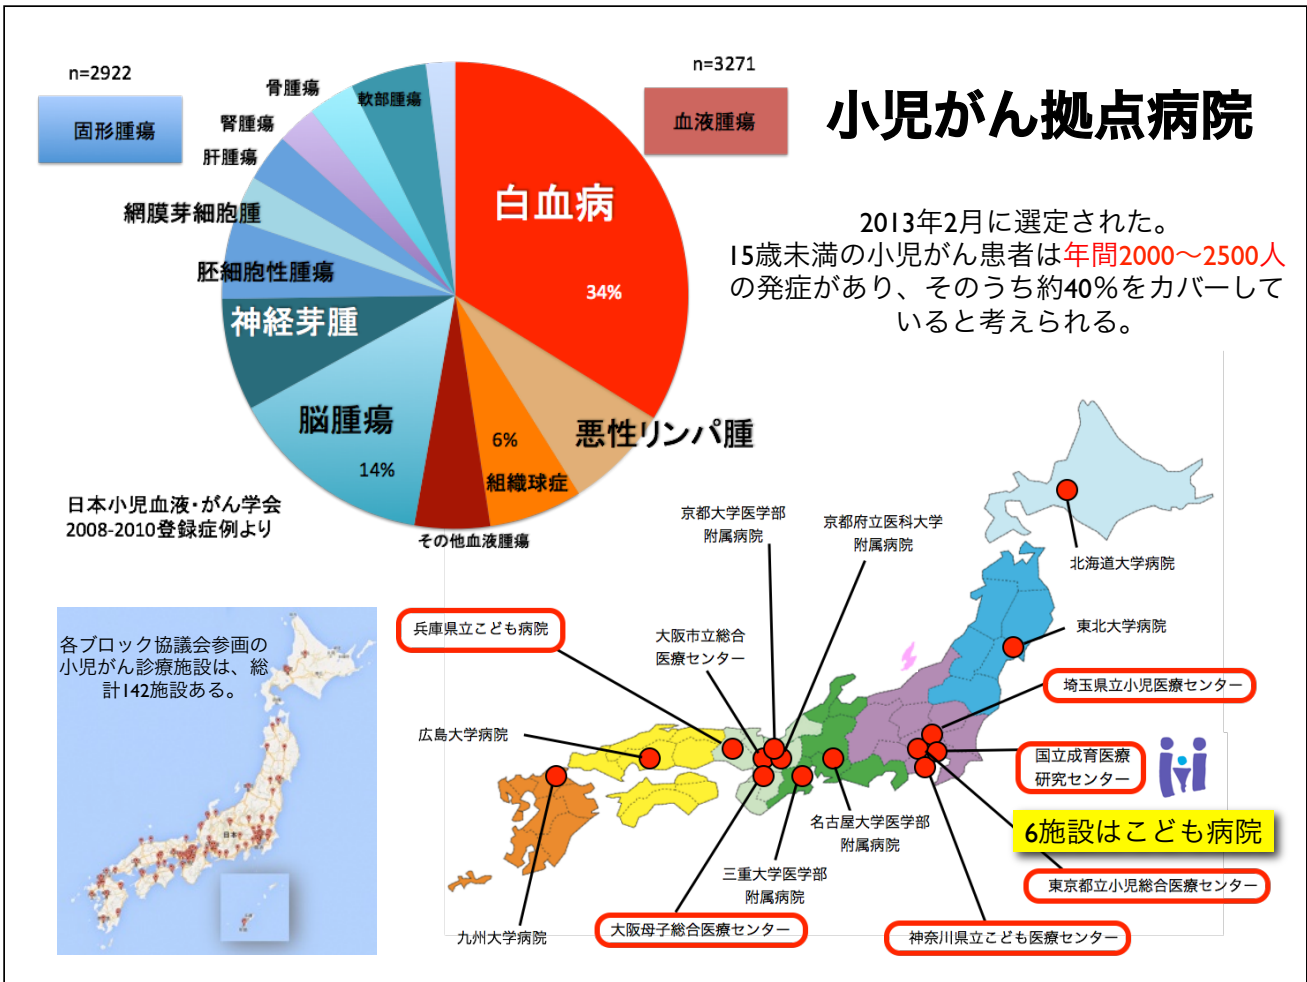 小児がん拠点病院
2013年2月に選定された。
15歳未満の小児がん患者は年間2000〜2500人
の発症があり、そのうち約40%をカバーして
いると考えられる。
n=2922
固形腫瘍
n=3271
血液腫瘍
骨腫瘍
軟部腫瘍
腎腫瘍
肝腫瘍
網膜芽細胞腫
胚細胞性腫瘍
神経芽腫
脳腫瘍
14%
白血病
34%
悪性リンパ腫
6%
組織球症
その他血液腫瘍
日本小児血液・がん学会
2008-2010登録症例より
各ブロック協議会参画の
小児がん診療施設は、総
計142施設ある。
日本
京都大学医学部
附属病院
京都府立医科大学
附属病院
北海道大学病院
兵庫県立こども病院
大阪市立総合
医療センター
東北大学病院
埼玉県立小児医療センター
広島大学病院
国立成育医療
研究センター
6施設はこども病院
名古屋大学医学部
附属病院
三重大学医学部
附属病院
東京都立小児総合医療センター
九州大学病院
大阪母子総合医療センター
神奈川県立こども医療センター